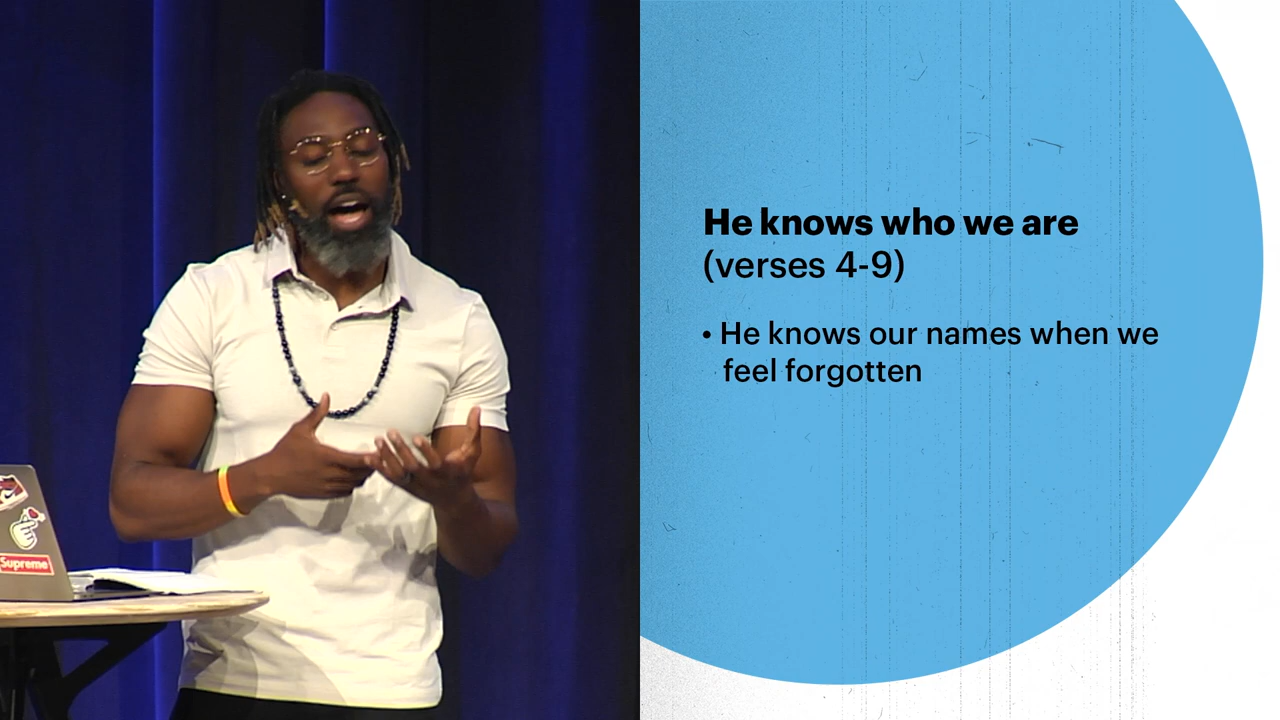 Supreme
He knows who we are
(verses 4-9)
• He knows our names when we
feel forgotten